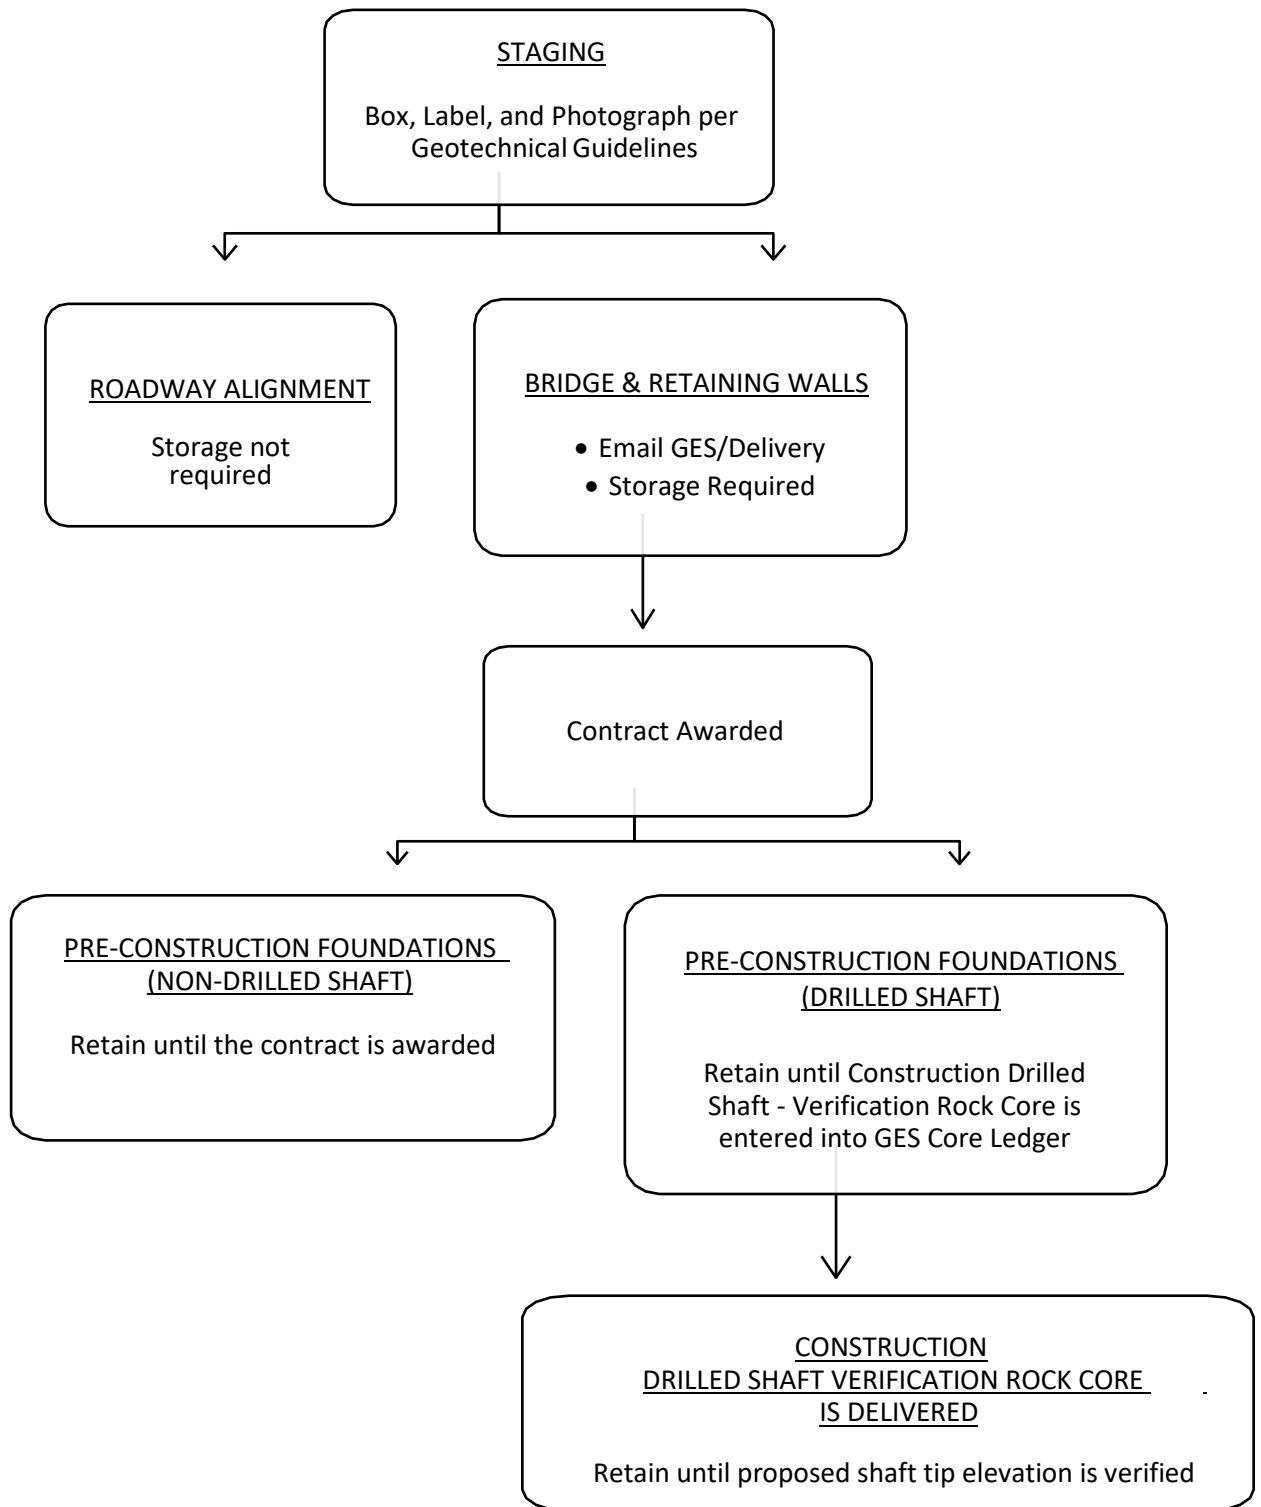 STAGING
Box, Label, and Photograph per
Geotechnical Guidelines
ROADWAY ALIGNMENT
Storage not
required
BRIDGE & RETAINING WALLS
• Email GES/Delivery
• Storage Required
Contract Awarded
PRE-CONSTRUCTION FOUNDATIONS
(NON-DRILLED SHAFT)
Retain until the contract is awarded
PRE-CONSTRUCTION FOUNDATIONS
(DRILLED SHAFT)
Retain until Construction Drilled
Shaft - Verification Rock Core is
entered into GES Core Ledger
CONSTRUCTION
DRILLED SHAFT VERIFICATION ROCK CORE
IS DELIVERED
Retain until proposed shaft tip elevation is verified